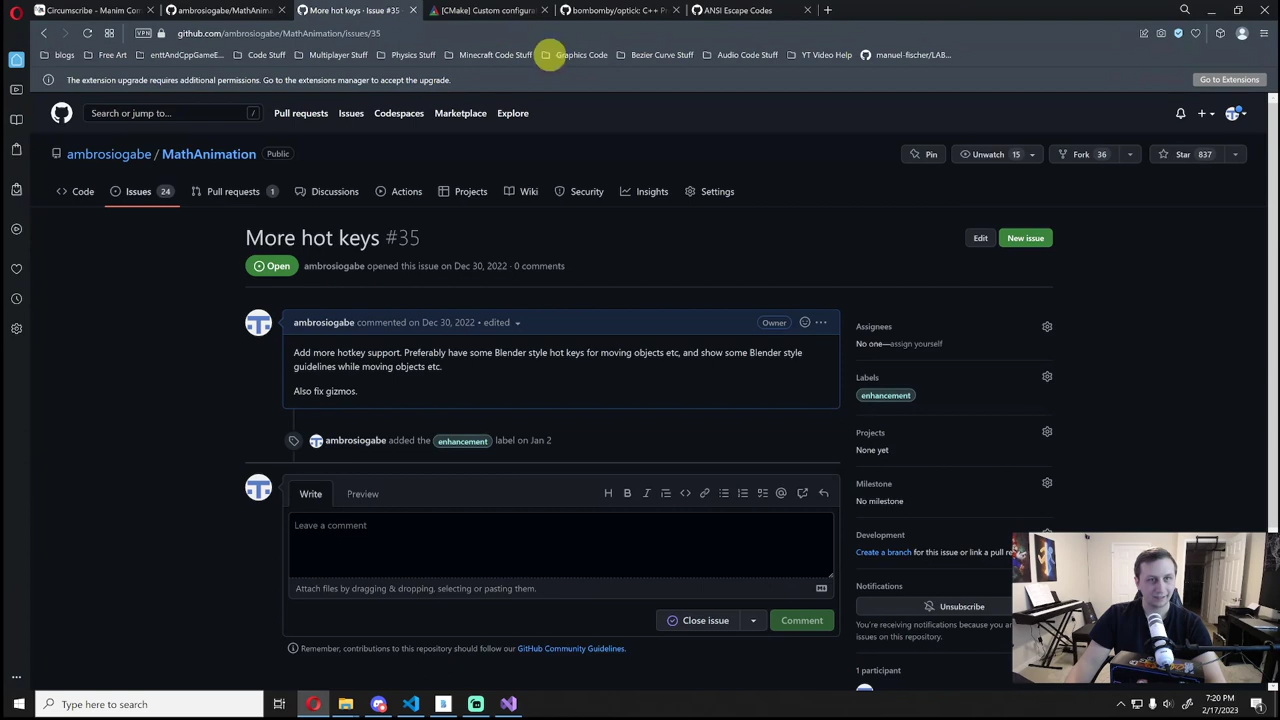 Circumscribe - Manim Com
ambrosiogabe/MathAnima
More hot keys · Issue #35
[CMake] Custom configura
bombomby/optick: C++ P
ANSI Escape Codes
VPN
github.com/ambrosiogabe/MathAnimation/issues/35
blogs
Fav
enttAndCppGameE...
Code Stuff
Multiplayer Stuff
Physics Stuff
Minecraft Code Stuff
Graphics Code
Bezier Curve Stuff
Audio Code Stuff
YT Video Help
manuel-fischer/LAB...
The extension upgrade requires additional permissions. Go to the extensions manager to accept the upgrade.
Go to Extensions
Search or jump to...
/
Pull requests
Issues
Codespaces
Marketplace
Explore
ambrosiogabe / MathAnimation
Public
Pin
Unwatch 15
Fork 36
Star 837
Code
Issues 24
Pull requests 1
Discussions
Actions
Projects
Wiki
Security
Insights
Settings
More hot keys #35
Edit
New issue
Open
ambrosiogabe opened this issue on Dec 30, 2022 · 0 comments
ambrosiogabe commented on Dec 30, 2022 • edited
Owner
Add more hotkey support. Preferably have some Blender style hot keys for moving objects etc, and show some Blender style
guidelines while moving objects etc.
Also fix gizmos.
ambrosiogabe added the enhancement label on Jan 2
Write
Preview
Leave a comment
Attach files by dragging & dropping, selecting or pasting them.
Close issue
Comment
Remember, contributions to this repository should follow our GitHub Community Guidelines.
Assignees
No one—assign yourself
Labels
enhancement
Projects
None yet
Milestone
No milestone
Development
Create a branch for this issue or link a pull re
Notifications
Unsubscribe
You're receiving notifications because you a
issues on this repository.
1 participant
Type here to search
7:20 PM
2/17/2023